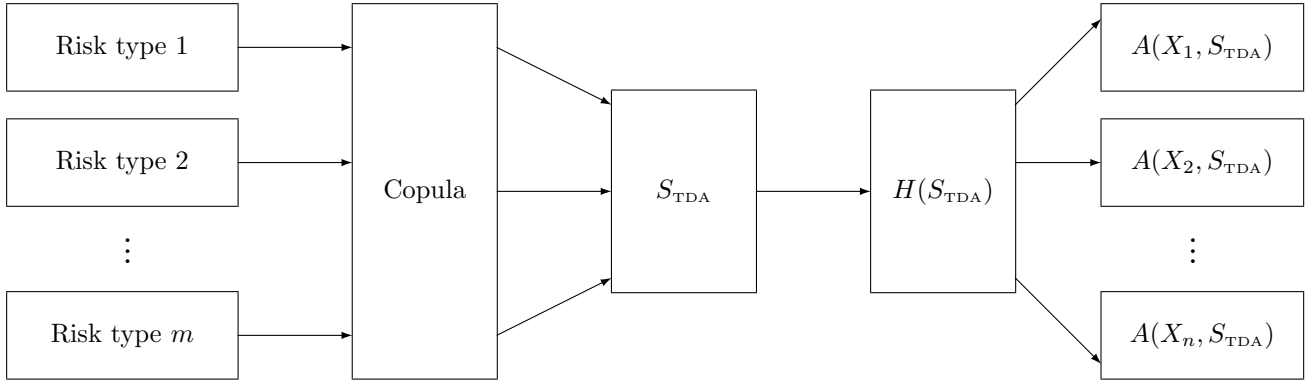 Risk type 1
Risk type 2
⋮
Risk type m
Copula
S_TDA
H(S_TDA)
A(X_1, S_TDA)
A(X_2, S_TDA)
⋮
A(X_n, S_TDA)